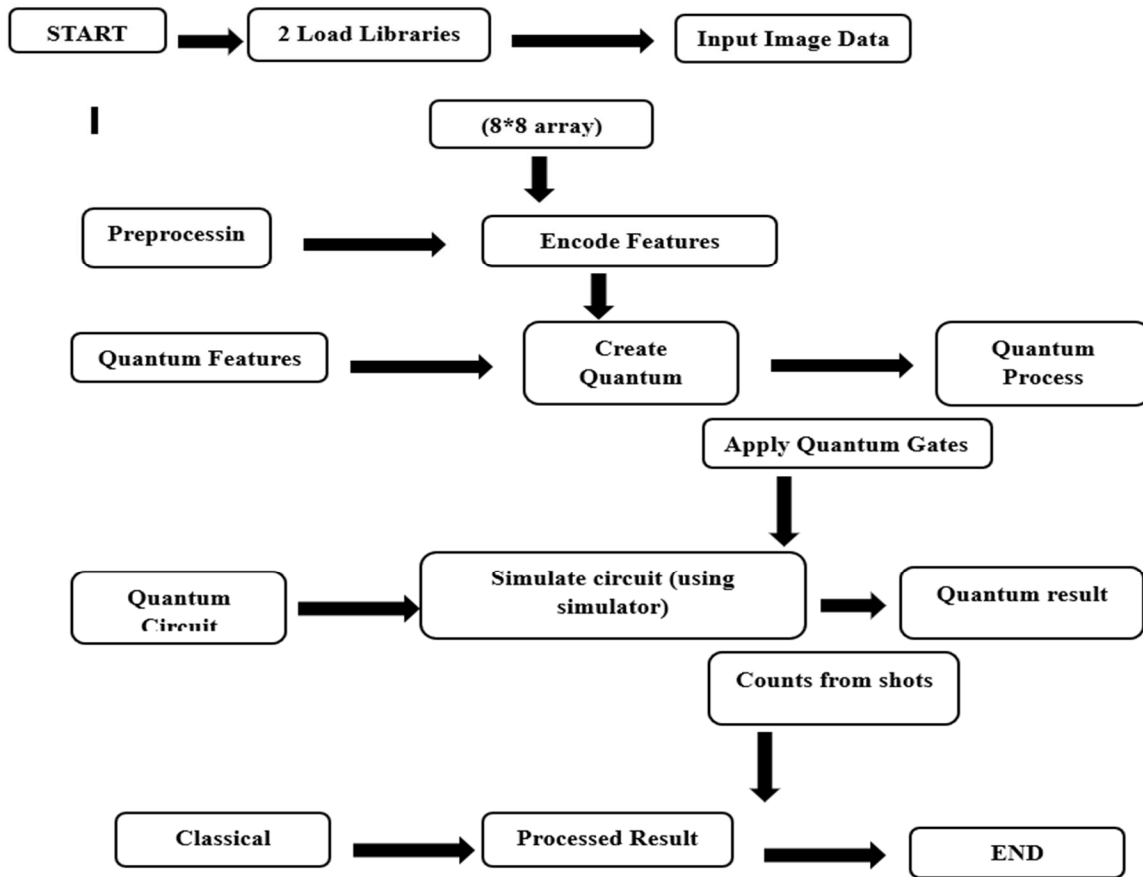 START
2 Load Libraries
Input Image Data
(8*8 array)
Preprocessin
Encode Features
Quantum Features
Create
Quantum
Quantum
Process
Apply Quantum Gates
Quantum
Circuit
Simulate circuit (using
simulator)
Quantum result
Counts from shots
Classical
Processed Result
END